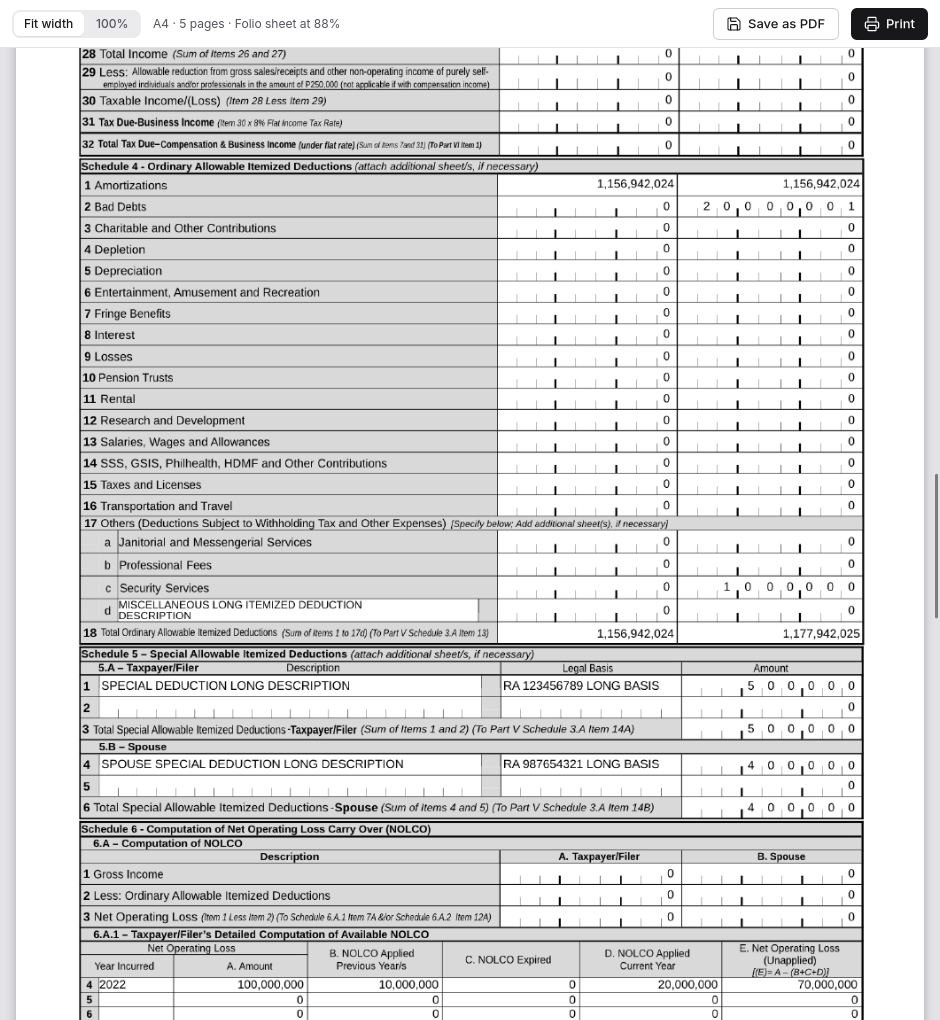 Fit width 100% A4 · 5 pages · Folio sheet at 88% Save as PDF Print
28 Total Income (Sum of Items 26 and 27) 0 0
29 Less: Allowable reduction from gross sales/receipts and other non-operating income of purely self-
employed individuals and/or professionals in the amount of P250,000 (not applicable if with compensation income) 0 0
30 Taxable Income/(Loss) (Item 28 Less Item 29) 0 0
31 Tax Due-Business Income (Item 30 x 8% Flat Income Tax Rate) 0 0
32 Total Tax Due–Compensation & Business Income (under flat rate) (Sum of Items 7and 31) (To Part VI Item 1) 0 0
Schedule 4 - Ordinary Allowable Itemized Deductions (attach additional sheet/s, if necessary)
1 Amortizations 1,156,942,024 1,156,942,024
2 Bad Debts 0 2 0 0 0 0 0 0 1
3 Charitable and Other Contributions 0 0
4 Depletion 0 0
5 Depreciation 0 0
6 Entertainment, Amusement and Recreation 0 0
7 Fringe Benefits 0 0
8 Interest 0 0
9 Losses 0 0
10 Pension Trusts 0 0
11 Rental 0 0
12 Research and Development 0 0
13 Salaries, Wages and Allowances 0 0
14 SSS, GSIS, Philhealth, HDMF and Other Contributions 0 0
15 Taxes and Licenses 0 0
16 Transportation and Travel 0 0
17 Others (Deductions Subject to Withholding Tax and Other Expenses) [Specify below; Add additional sheet(s), if necessary]
a Janitorial and Messengerial Services 0 0
b Professional Fees 0 0
c Security Services 0 1 0 0 0 0 0 0
d MISCELLANEOUS LONG ITEMIZED DEDUCTION
DESCRIPTION 0 0
18 Total Ordinary Allowable Itemized Deductions (Sum of Items 1 to 17d) (To Part V Schedule 3.A Item 13) 1,156,942,024 1,177,942,025
Schedule 5 – Special Allowable Itemized Deductions (attach additional sheet/s, if necessary)
5.A – Taxpayer/Filer Description Legal Basis Amount
1 SPECIAL DEDUCTION LONG DESCRIPTION RA 123456789 LONG BASIS 5 0 0 0 0 0
2 0
3 Total Special Allowable Itemized Deductions -Taxpayer/Filer (Sum of Items 1 and 2) (To Part V Schedule 3.A Item 14A) 5 0 0 0 0 0
5.B – Spouse
4 SPOUSE SPECIAL DEDUCTION LONG DESCRIPTION RA 987654321 LONG BASIS 4 0 0 0 0 0
5 0
6 Total Special Allowable Itemized Deductions -Spouse (Sum of Items 4 and 5) (To Part V Schedule 3.A Item 14B) 4 0 0 0 0 0
Schedule 6 - Computation of Net Operating Loss Carry Over (NOLCO)
6.A – Computation of NOLCO
Description A. Taxpayer/Filer B. Spouse
1 Gross Income 0 0
2 Less: Ordinary Allowable Itemized Deductions 0 0
3 Net Operating Loss (Item 1 Less Item 2) (To Schedule 6.A.1 Item 7A &/or Schedule 6.A.2 Item 12A) 0 0
6.A.1 – Taxpayer/Filer's Detailed Computation of Available NOLCO
Net Operating Loss B. NOLCO Applied Previous Year/s C. NOLCO Expired D. NOLCO Applied Current Year E. Net Operating Loss (Unapplied) [(E)= A – (B+C+D)]
Year Incurred A. Amount
4 2022 100,000,000 10,000,000 0 20,000,000 70,000,000
5 0 0 0 0 0
6 0 0 0 0 0